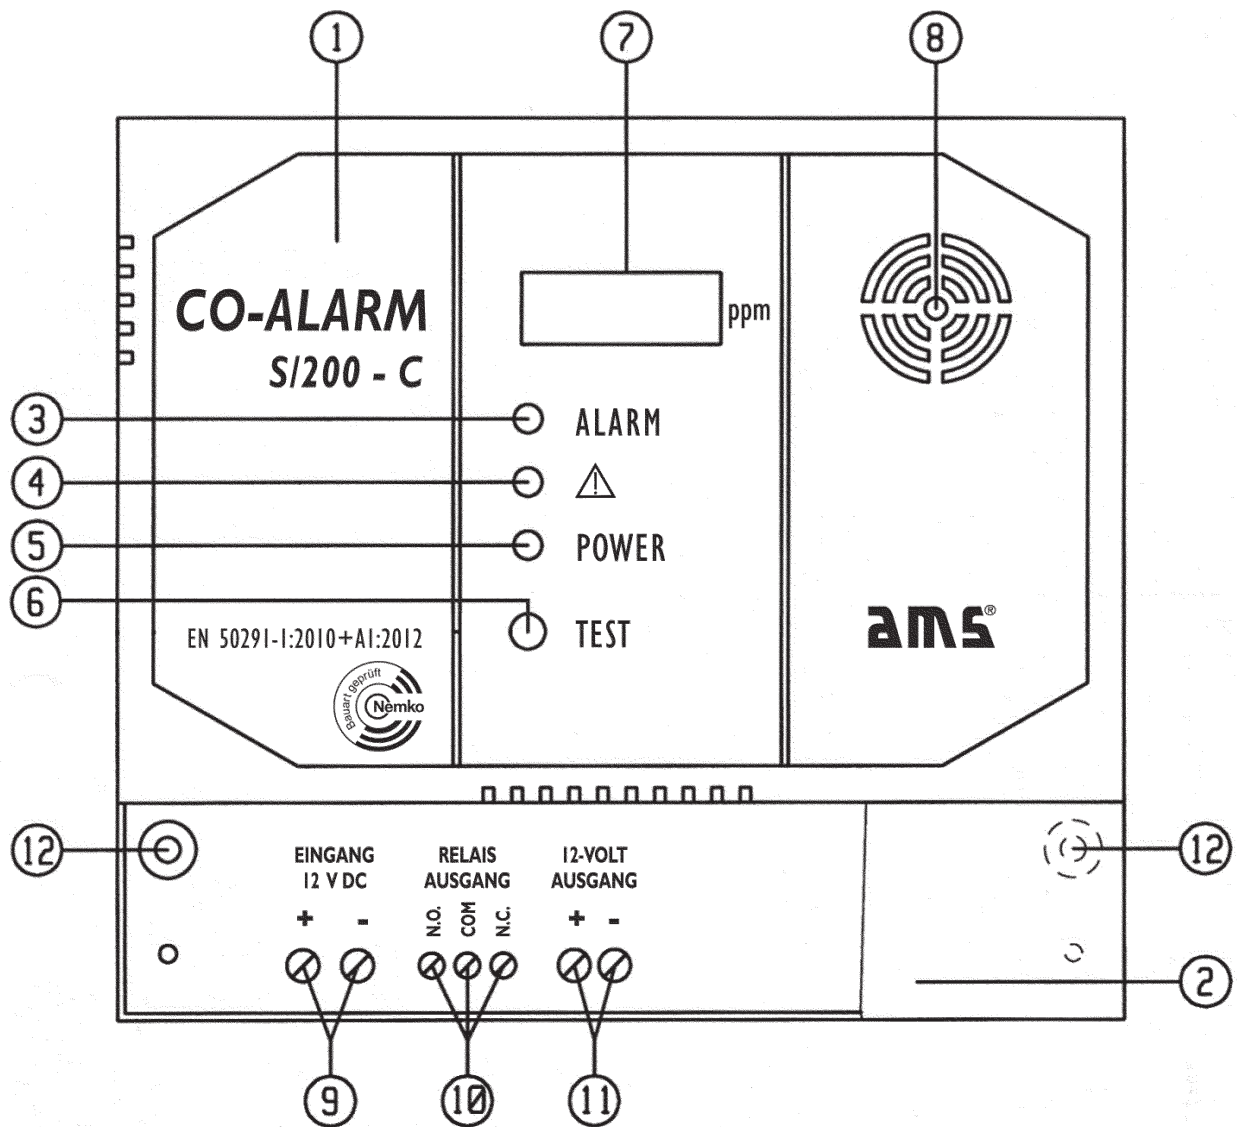 1 7 8
CO-ALARM
S/200 - C
ppm
3 ALARM
4
5 POWER
6
TEST
EN 50291-1:2010+A1:2012
ams®
Bauart geprüft
Nemko
12 12
EINGANG
12 V DC
+ -
RELAIS
AUSGANG
N.O. COM N.C.
12-VOLT
AUSGANG
+ -
2
9 10 11